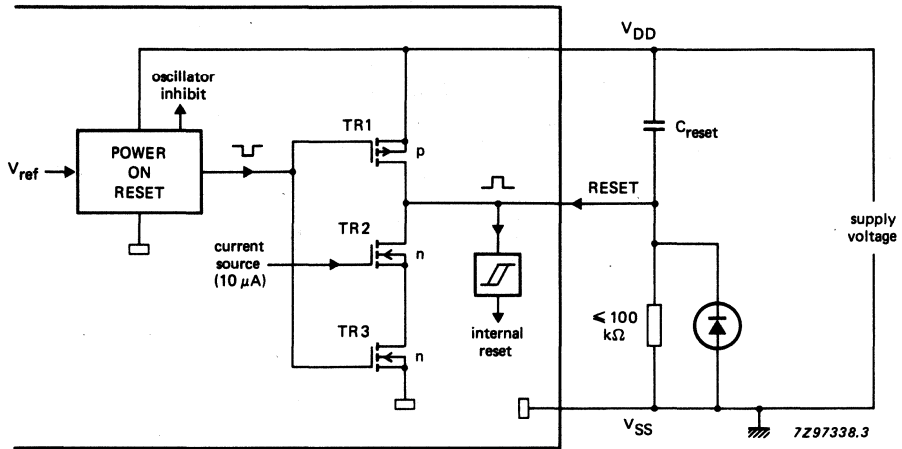 V_DD
oscillator
inhibit
TR1
C_reset
p
POWER
ON
RESET
V_ref
RESET
TR2
supply
voltage
current
source
(10 µA)
n
TR3
internal
reset
≤ 100
kΩ
n
V_SS
7Z97338.3